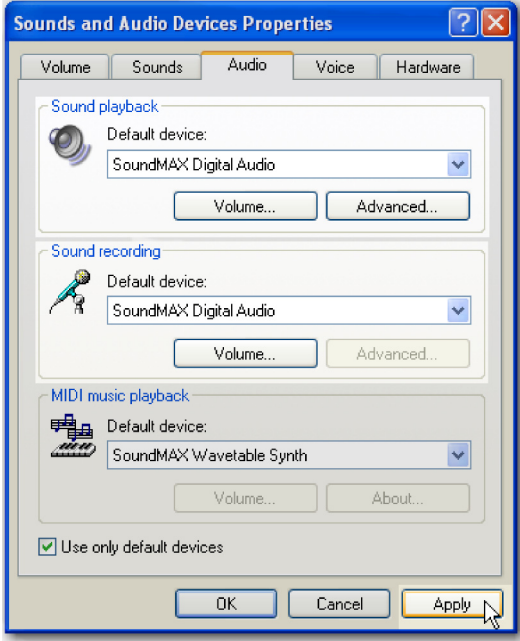 Sounds and Audio Devices Properties
Volume Sounds Audio Voice Hardware
Sound playback
Default device:
SoundMAX Digital Audio
Volume... Advanced...
Sound recording
Default device:
SoundMAX Digital Audio
Volume... Advanced...
MIDI music playback
Default device:
SoundMAX Wavetable Synth
Volume... About...
Use only default devices
OK Cancel Apply